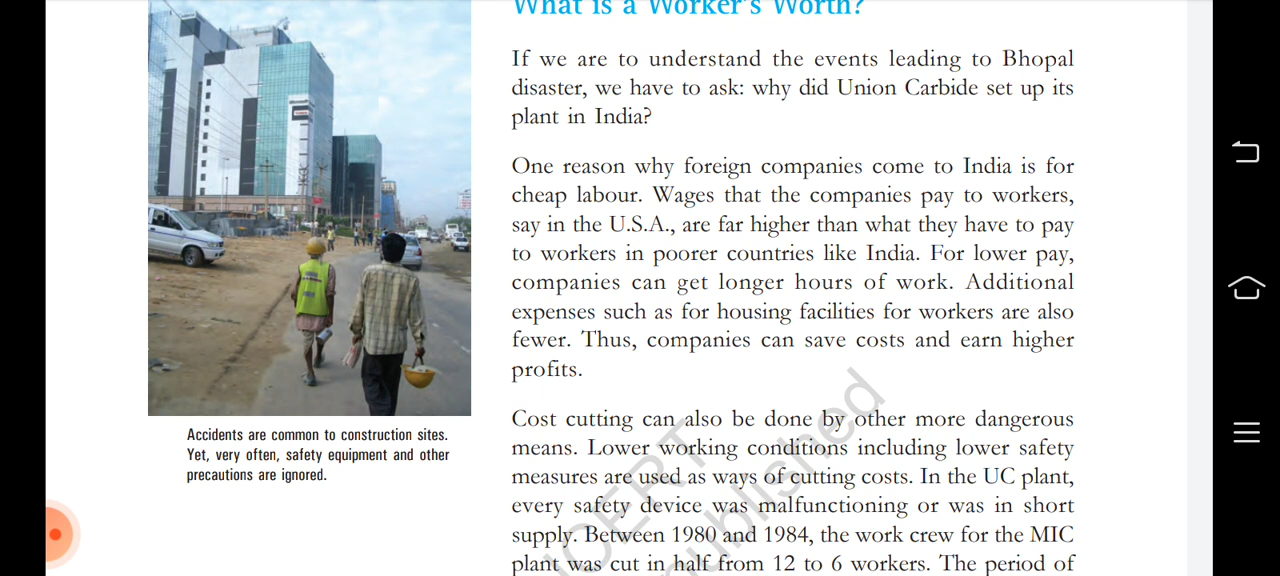 What is a Worker's Worth?
If we are to understand the events leading to Bhopal
disaster, we have to ask: why did Union Carbide set up its
plant in India?
One reason why foreign companies come to India is for
cheap labour. Wages that the companies pay to workers,
say in the U.S.A., are far higher than what they have to pay
to workers in poorer countries like India. For lower pay,
companies can get longer hours of work. Additional
expenses such as for housing facilities for workers are also
fewer. Thus, companies can save costs and earn higher
profits.
Cost cutting can also be done by other more dangerous
means. Lower working conditions including lower safety
measures are used as ways of cutting costs. In the UC plant,
every safety device was malfunctioning or was in short
supply. Between 1980 and 1984, the work crew for the MIC
plant was cut in half from 12 to 6 workers. The period of
Accidents are common to construction sites.
Yet, very often, safety equipment and other
precautions are ignored.
NCERT
published